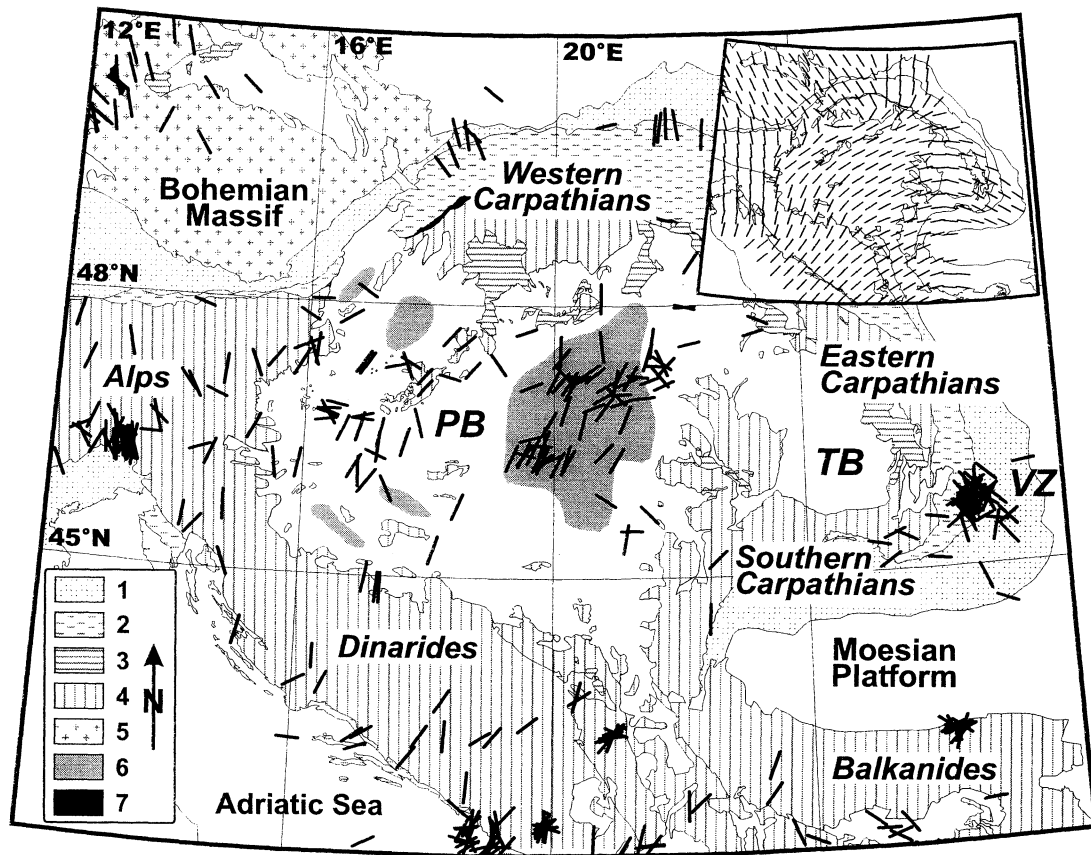 12°E
16°E
20°E
Bohemian
Massif
Western
Carpathians
48°N
Alps
PB
Eastern
Carpathians
TB
VZ
45°N
Southern
Carpathians
1
2
3
4
5
6
7
N
Dinarides
Moesian
Platform
Balkanides
Adriatic Sea